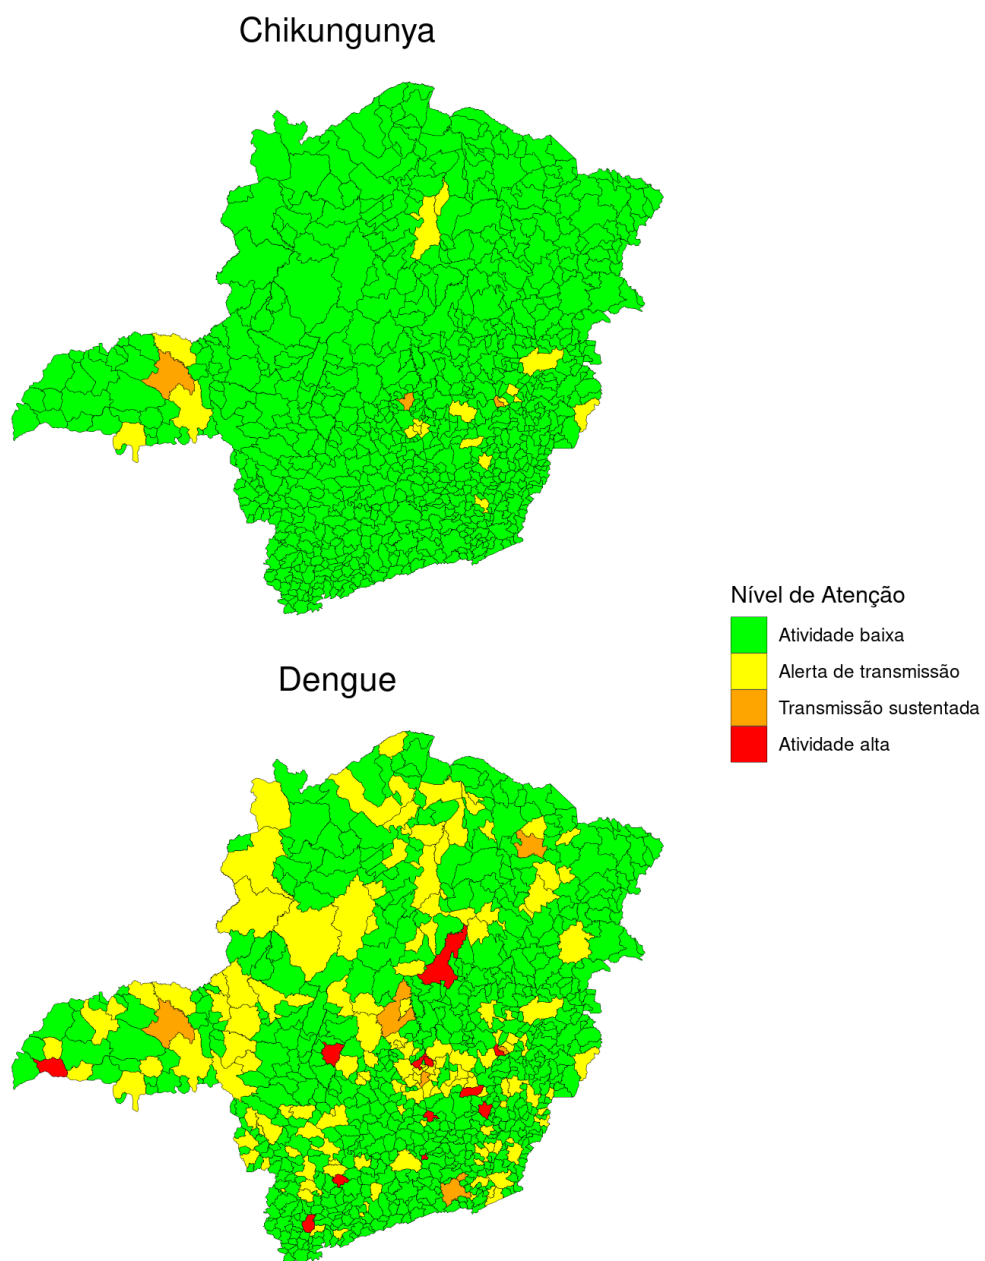 Chikungunya
Nível de Atenção
Atividade baixa
Alerta de transmissão
Transmissão sustentada
Atividade alta
Dengue